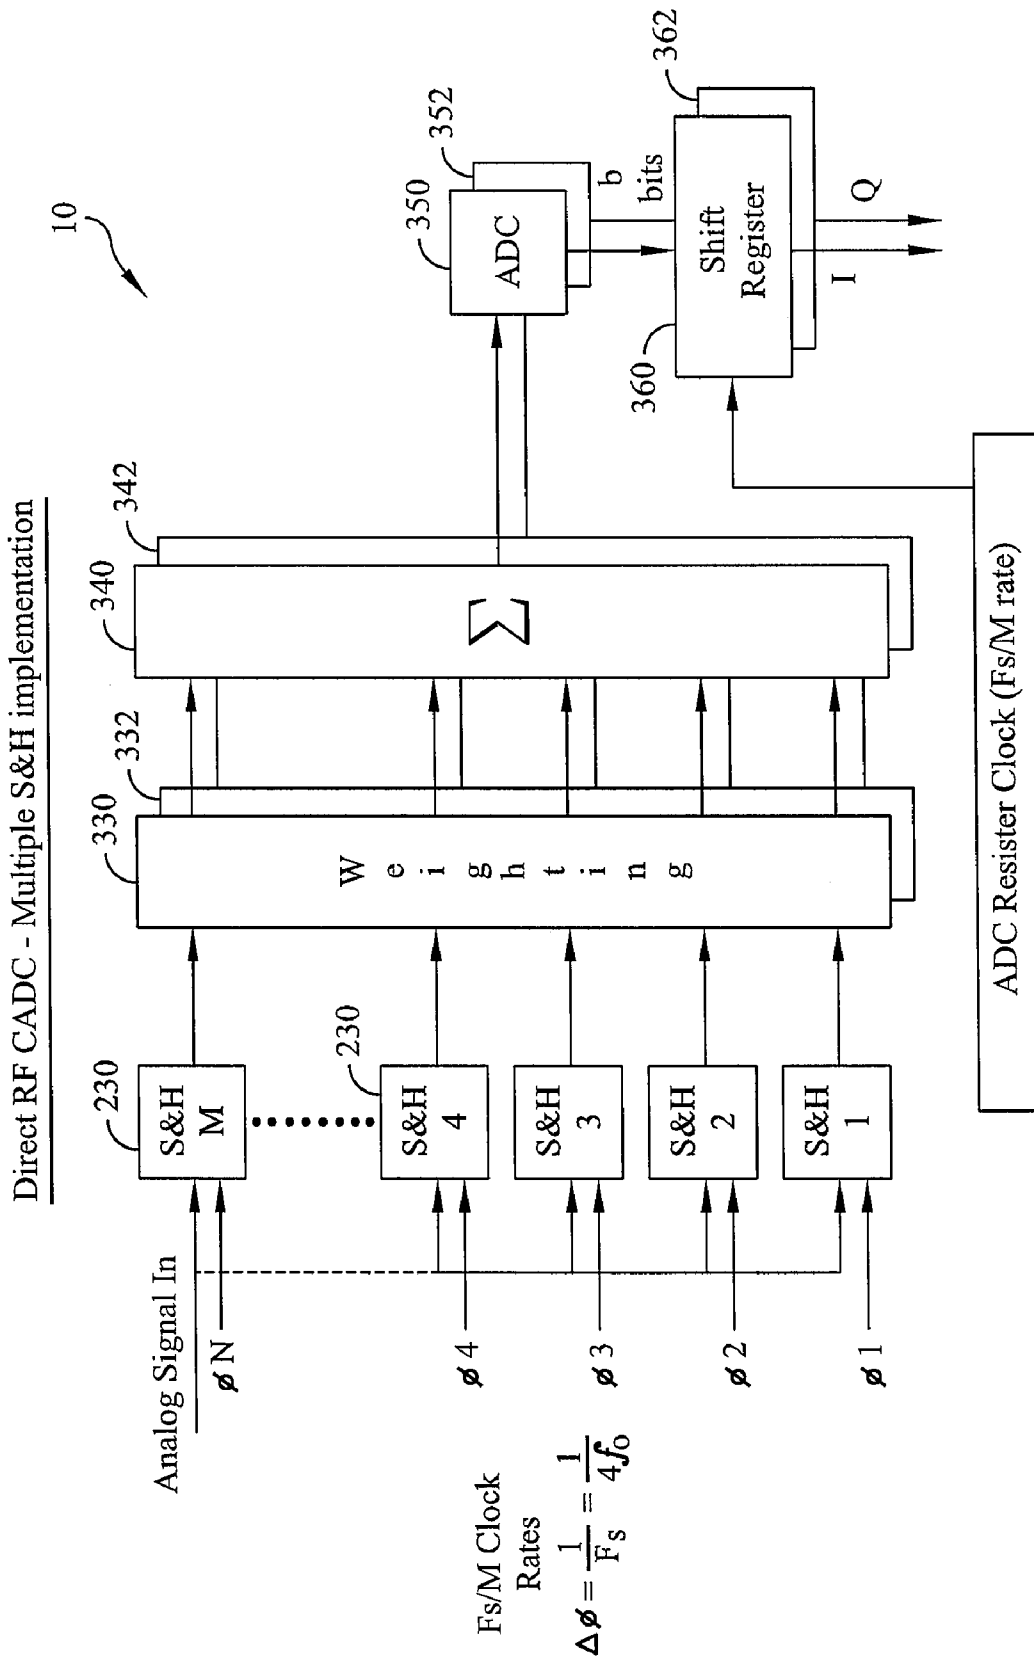 Direct RF CADC - Multiple S&H implementation
10
Analog Signal In
ø N
ø 4
ø 3
ø 2
ø 1
Fs/M Clock
Rates
Δø = 1/Fs = 1/4fo
230
S&H
M
230
S&H
4
S&H
3
S&H
2
S&H
1
330
332
Weighting
340
342
Σ
350
352
ADC
b
bits
360
362
Shift
Register
I
Q
ADC Resister Clock (Fs/M rate)